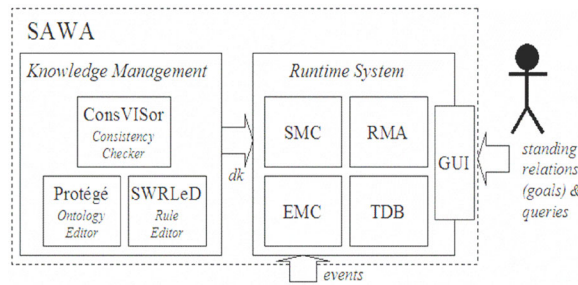 SAWA
Knowledge Management
ConsVISor
Consistency
Checker
Protégé
Ontology
Editor
SWRLeD
Rule
Editor
dk
Runtime System
SMC
RMA
EMC
TDB
GUI
events
standing
relations
(goals) &
queries